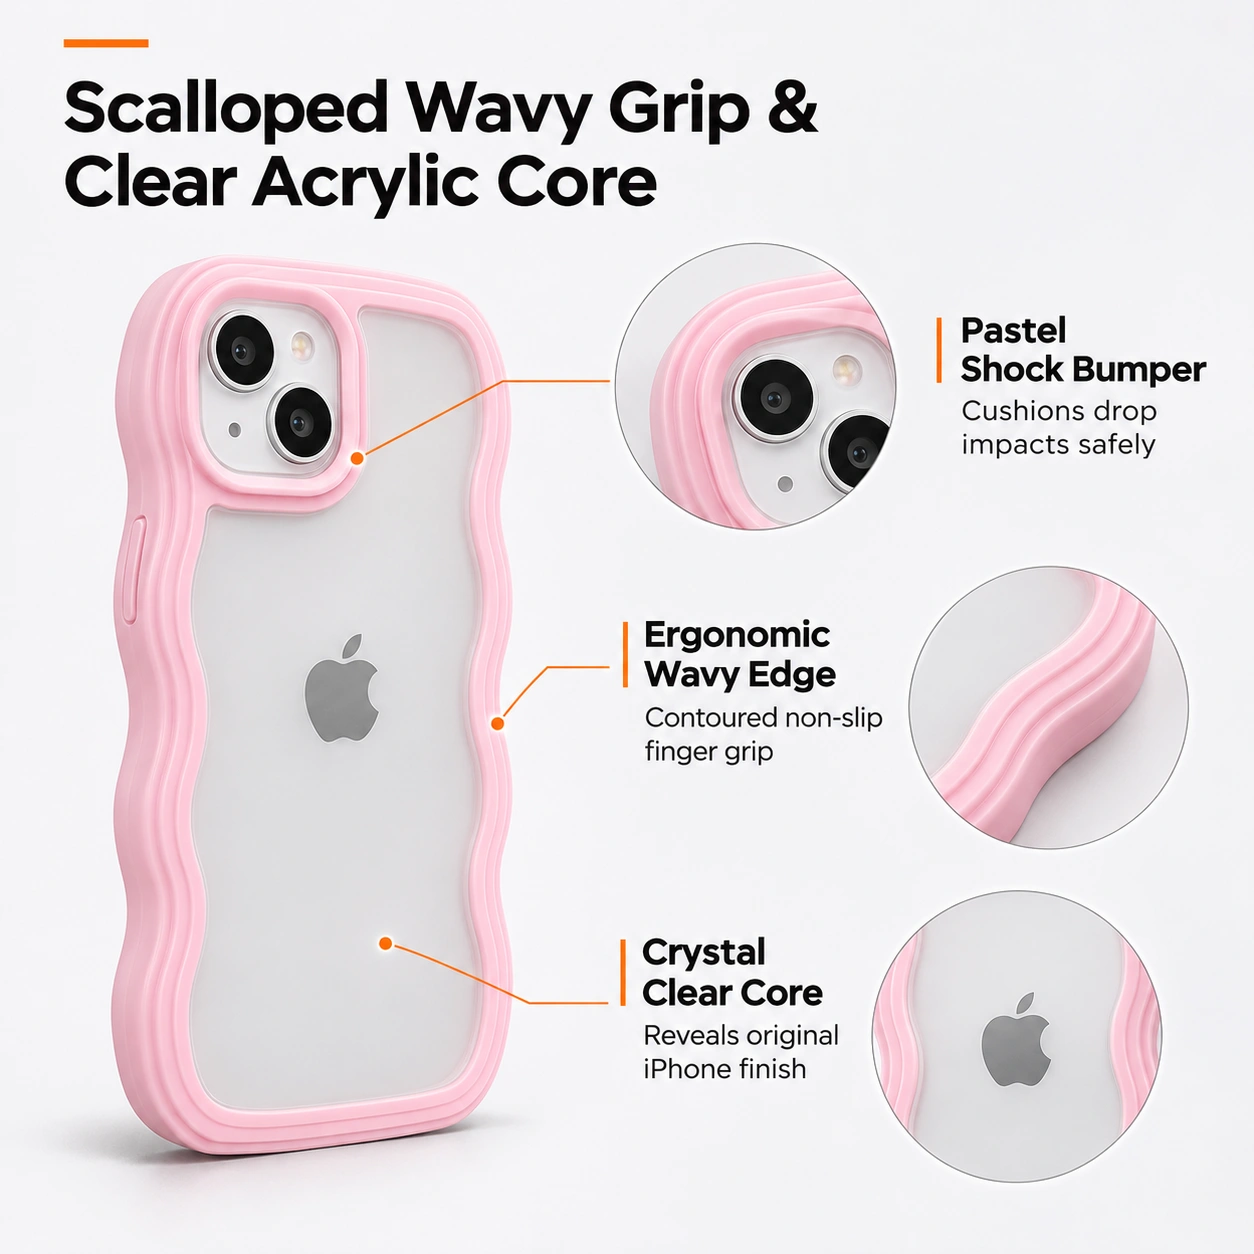 Scalloped Wavy Grip &
Clear Acrylic Core
Pastel
Shock Bumper
Cushions drop
impacts safely
Ergonomic
Wavy Edge
Contoured non-slip
finger grip
Crystal
Clear Core
Reveals original
iPhone finish